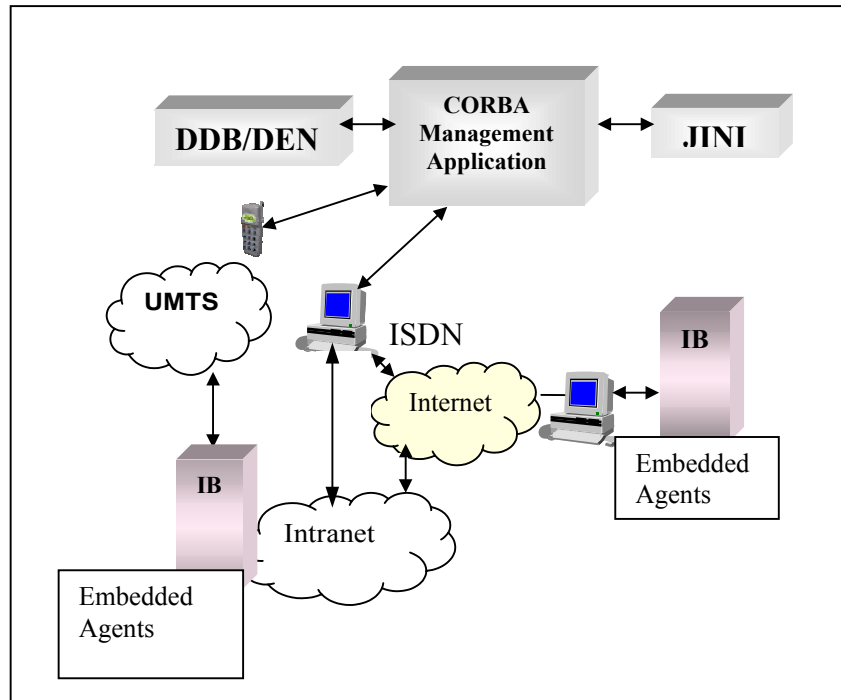 CORBA
Management
Application
DDB/DEN
JINI
UMTS
ISDN
IB
Internet
Embedded
Agents
IB
Intranet
Embedded
Agents